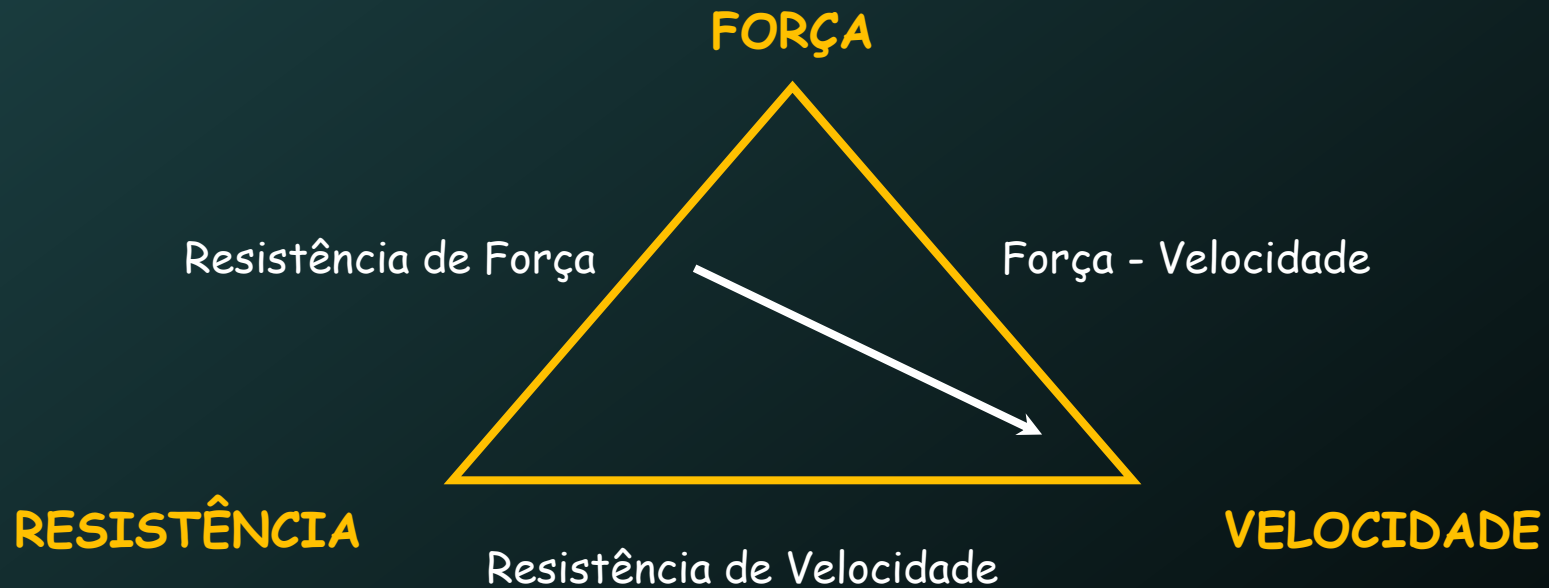 FORÇA
Resistência de Força
Força - Velocidade
RESISTÊNCIA
VELOCIDADE
Resistência de Velocidade